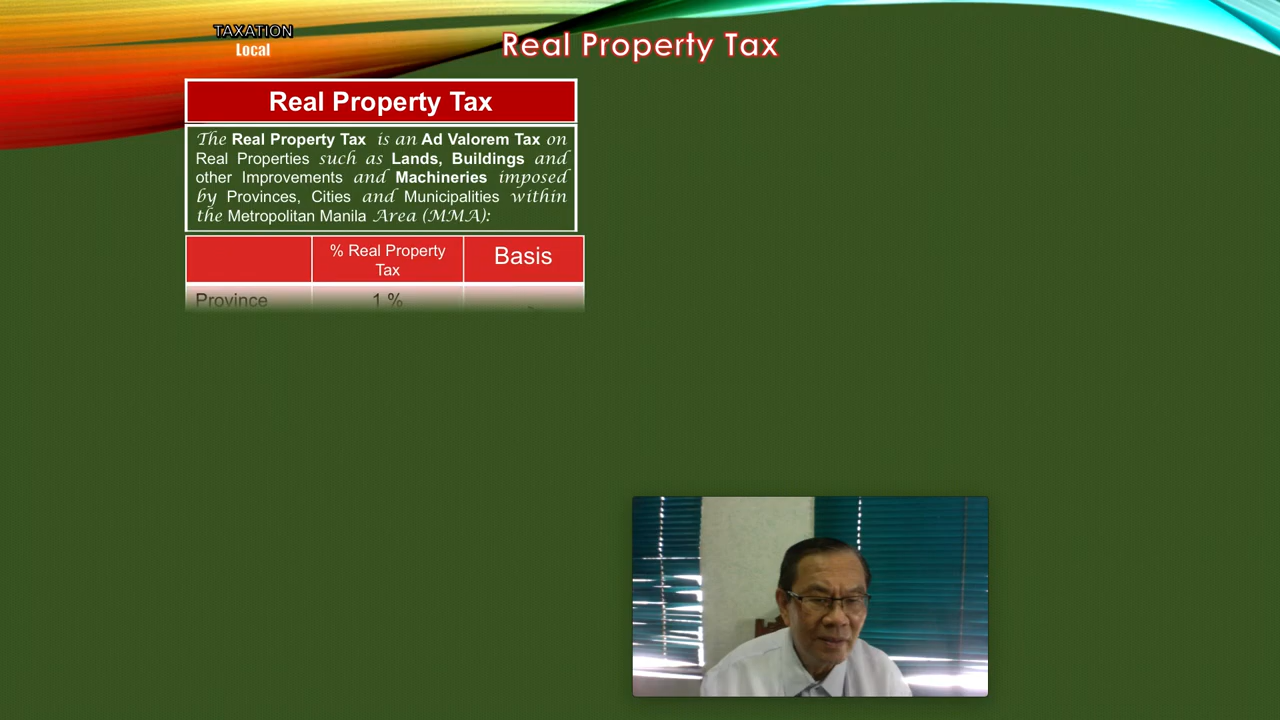 TAXATION
Local
Real Property Tax
Real Property Tax
The Real Property Tax is an Ad Valorem Tax on
Real Properties such as Lands, Buildings and
other Improvements and Machineries imposed
by Provinces, Cities and Municipalities within
the Metropolitan Manila Area (MMA):
% Real Property
Tax
Basis
Province
1 %